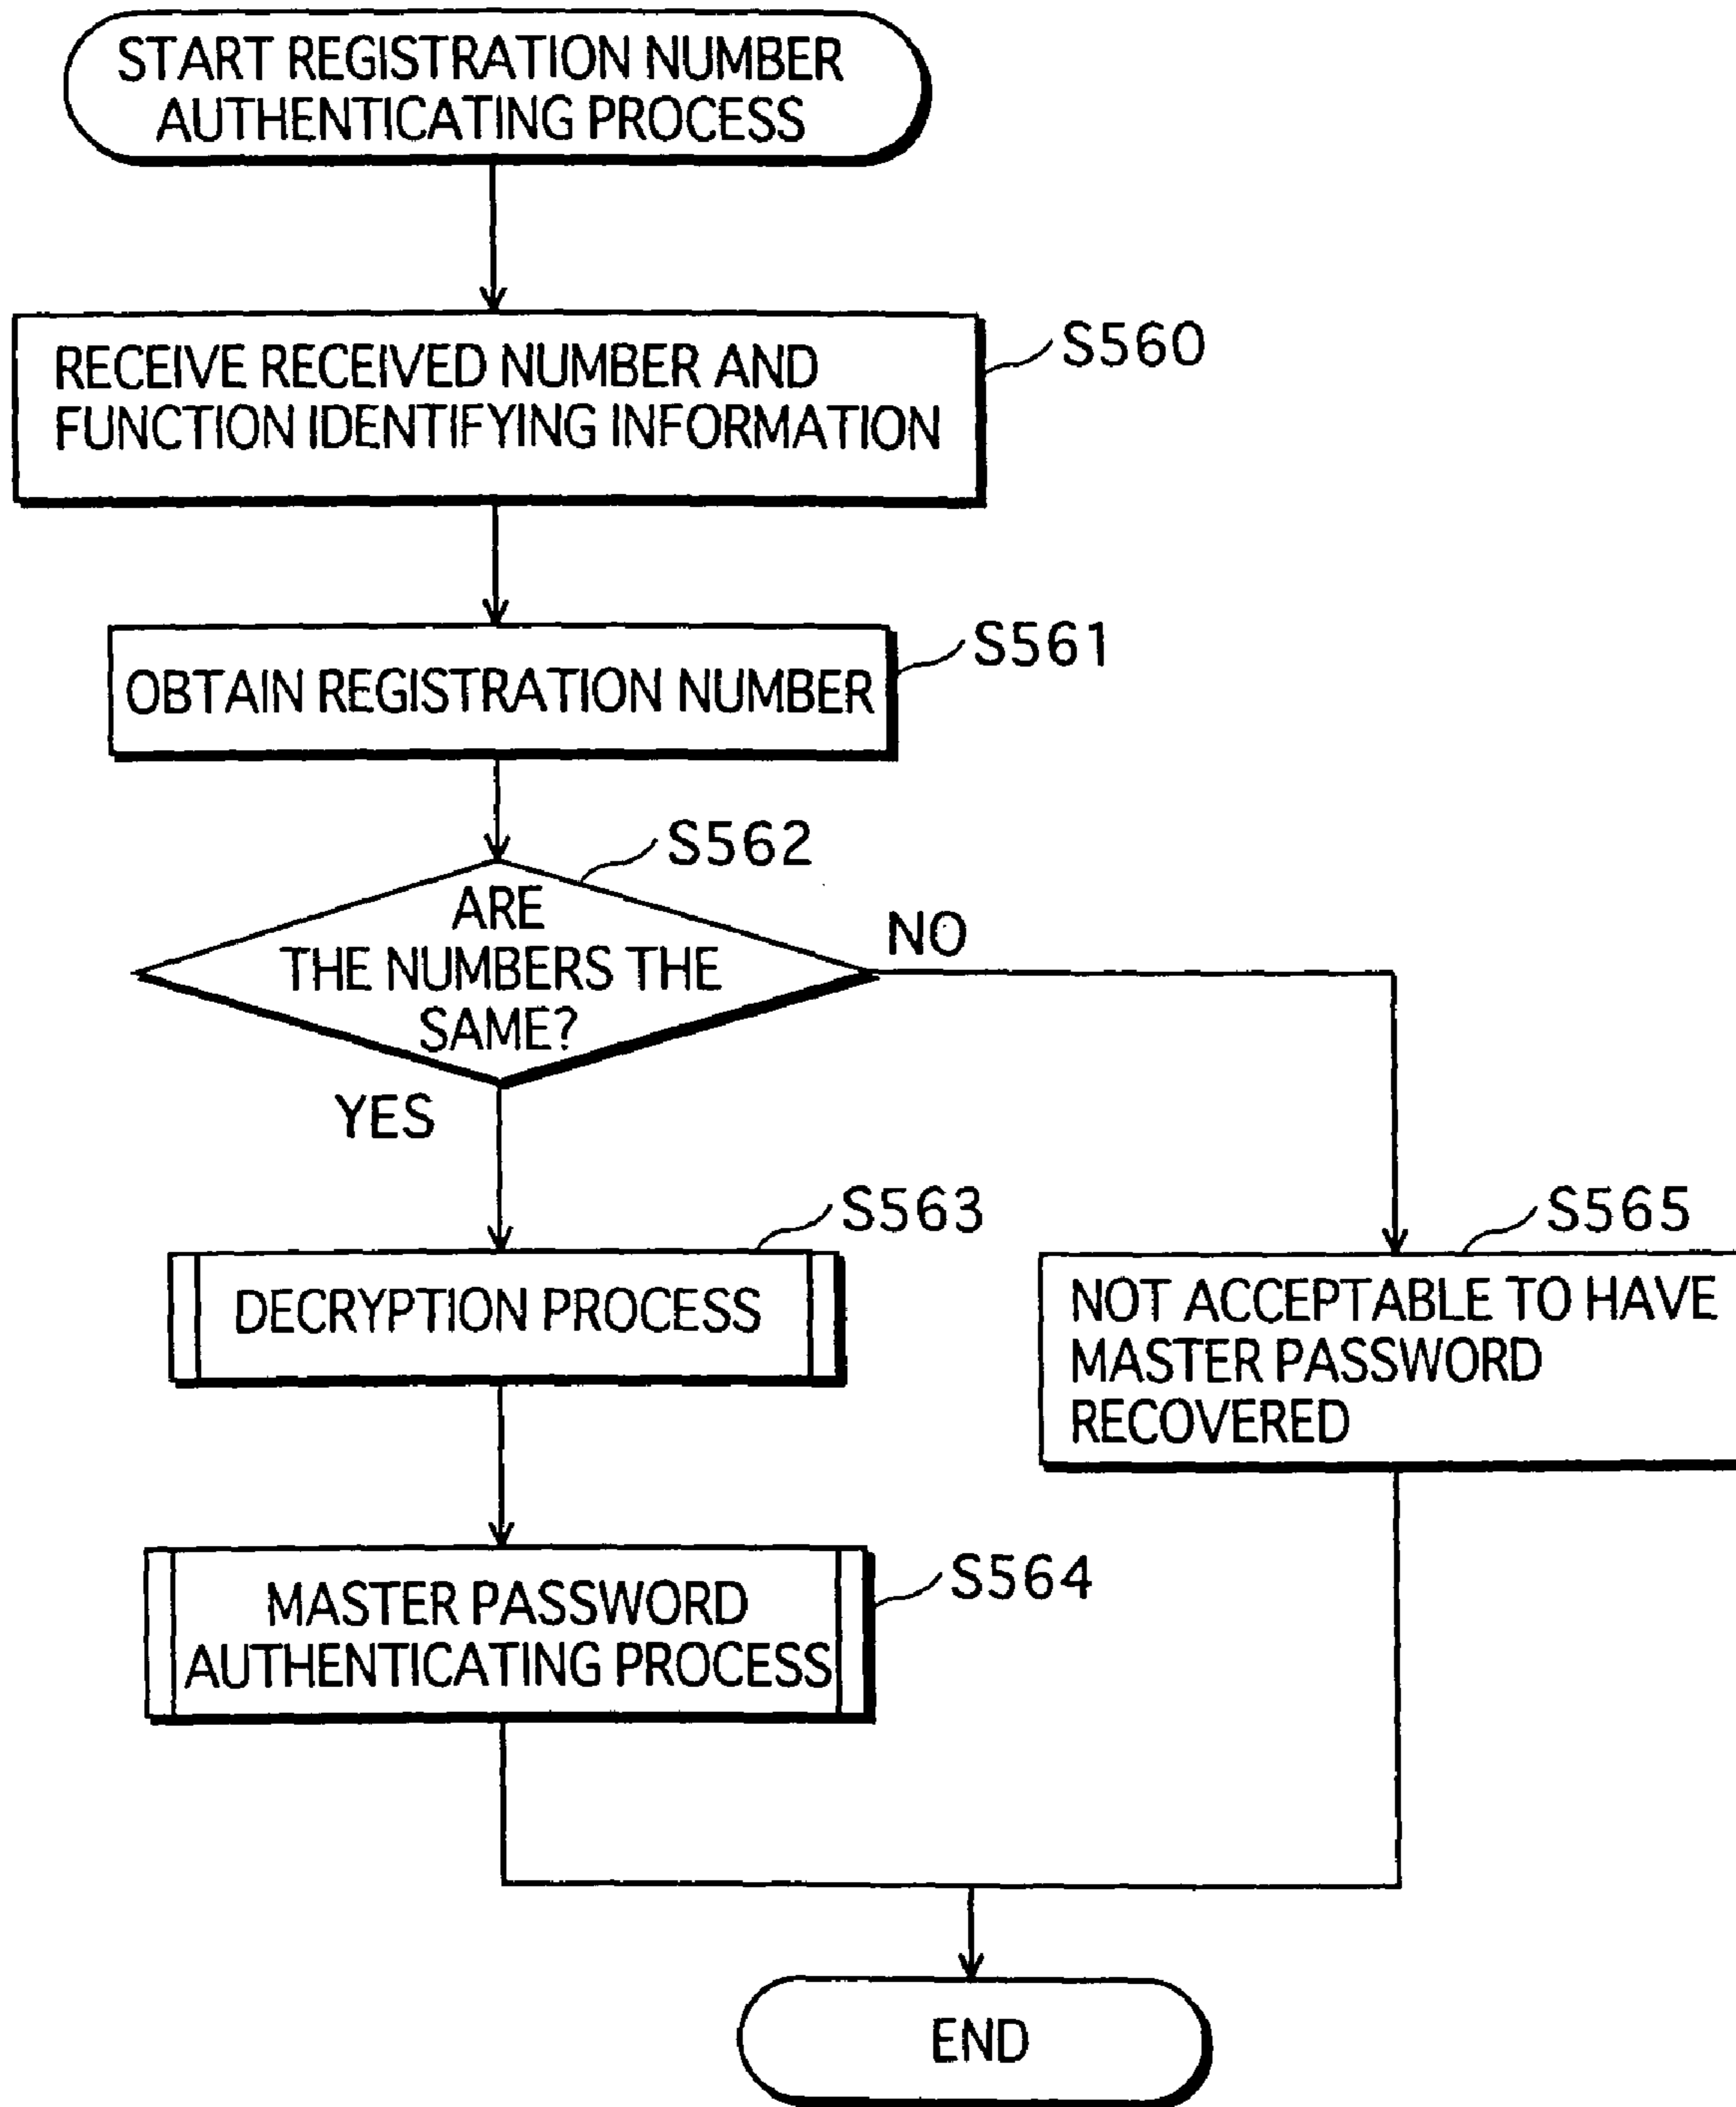 START REGISTRATION NUMBER
AUTHENTICATING PROCESS
RECEIVE RECEIVED NUMBER AND
FUNCTION IDENTIFYING INFORMATION
S560
OBTAIN REGISTRATION NUMBER
S561
S562
ARE
THE NUMBERS THE
SAME?
NO
YES
S563
DECRYPTION PROCESS
S565
NOT ACCEPTABLE TO HAVE
MASTER PASSWORD
RECOVERED
MASTER PASSWORD
AUTHENTICATING PROCESS
S564
END